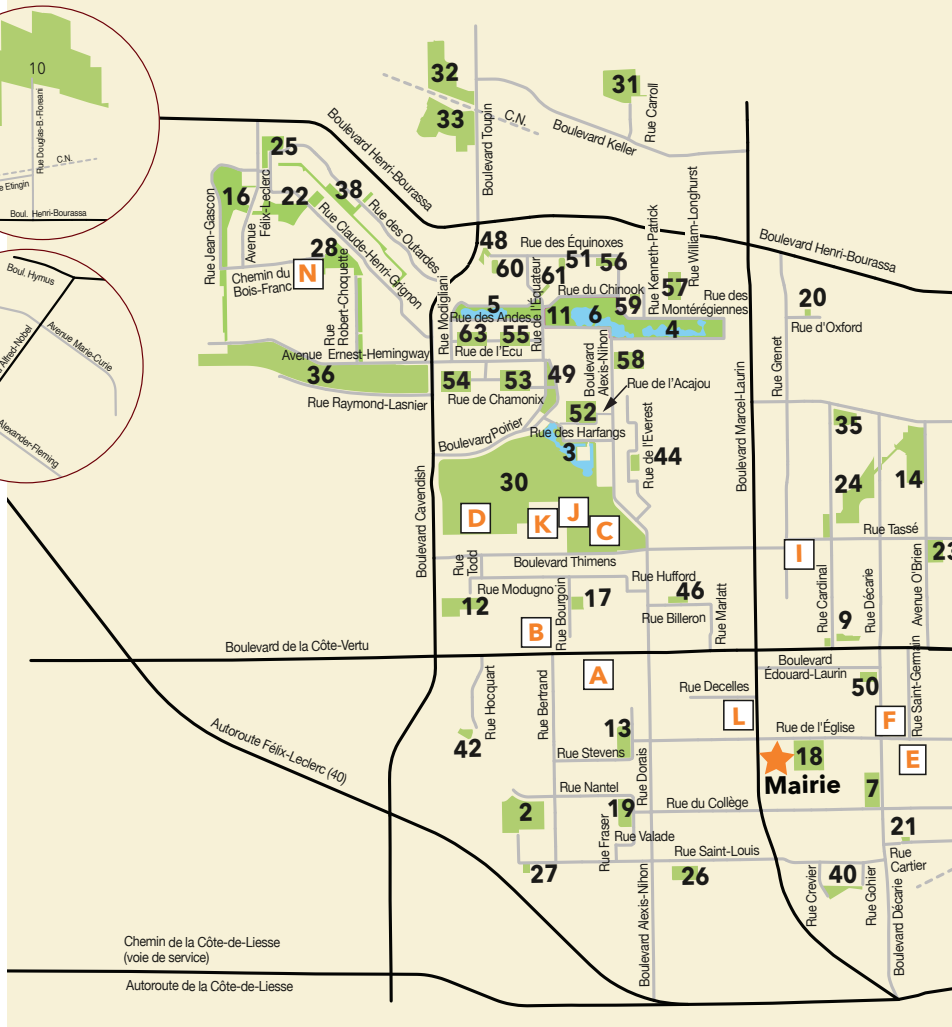 10
Rue Douglas-B.-Floreani
C.N.
e Etingin
Boul. Henri-Bourassa
Boul. Hymus
Alfred-Nobel
Avenue Marie-Curie
Alexander-Fleming
32
33
31
Rue Carroll
C.N.
Boulevard Keller
Boulevard Toupin
Boulevard Henri-Bourassa
25
16
22
38
Rue Jean-Gascon
Avenue
Félix-Leclerc
Rue des Outardes
Rue Claude-Henri-Grignon
28
N
Chemin du
Bois-Franc
Rue
Robert-Choquette
48
Rue des Équinoxes
60
51
56
61
Rue de l'Équateur
Rue du Chinook
Rue Kenneth-Patrick
Rue William-Longhurst
57
59
Rue des
Montérégiennes
Boulevard Henri-Bourassa
20
Rue d'Oxford
Rue Modigliani
5
Rue des Andes
11
6
4
63
55
Rue de l'Ecu
Boulevard
Alexis-Nihon
58
Avenue Ernest-Hemingway
36
Rue Raymond-Lasnier
54
53
49
Rue de Chamonix
Rue de l'Acajou
52
Boulevard Poirier
Rue des Harfangs
3
Rue de l'Everest
44
Boulevard Marcel-Laurin
Rue Grenet
35
24
14
30
D
K
J
C
Boulevard Cavendish
Rue Tassé
I
23
Rue
Todd
Boulevard Thimens
Rue Hufford
Rue Modugno
12
Rue Bourgoin
17
46
Rue Billeron
Rue Marlatt
Rue Cardinal
Rue Décarie
Avenue O'Brien
9
B
Boulevard de la Côte-Vertu
A
Boulevard
Édouard-Laurin
50
Rue Saint-Germain
Rue Hocquart
Rue Bertrand
Rue Decelles
L
F
Rue de l'Église
42
13
Rue Stevens
Rue Dorais
18
Mairie
E
Autoroute Félix-Leclerc (40)
Rue Nantel
2
19
Rue du Collège
7
Rue Fraser
Rue Valade
21
Rue Saint-Louis
Rue
Cartier
27
26
40
Rue Crevier
Rue Gohier
Boulevard Décarie
Boulevard Alexis-Nihon
Chemin de la Côte-de-Liesse
(voie de service)
Autoroute de la Côte-de-Liesse